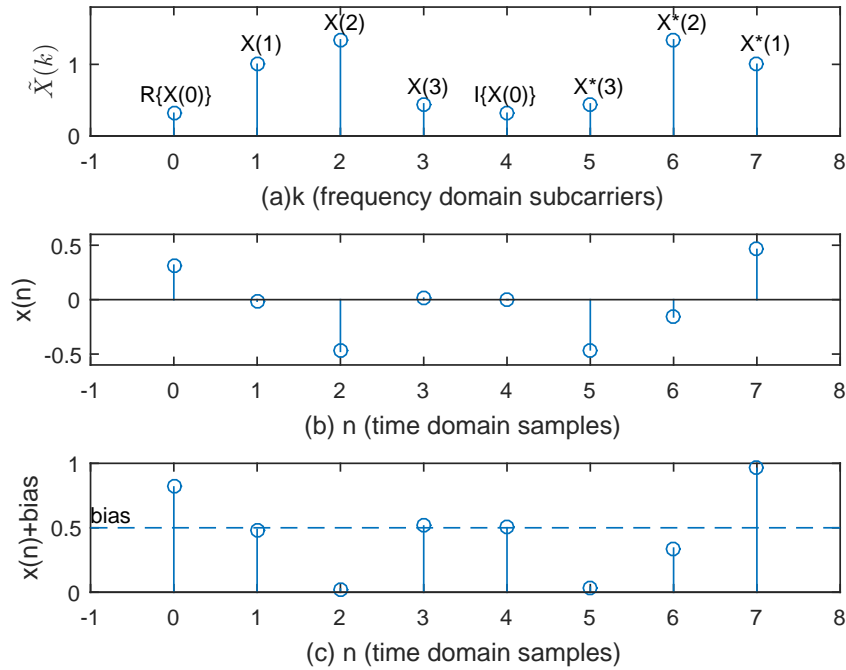 X̃(k)
1
0
R{X(0)}
X(1)
X(2)
X(3)
I{X(0)}
X*(3)
X*(2)
X*(1)
-1 0 1 2 3 4 5 6 7 8
(a)k (frequency domain subcarriers)
x(n)
0.5
0
-0.5
-1 0 1 2 3 4 5 6 7 8
(b) n (time domain samples)
x(n)+bias
1
0.5
0
bias
-1 0 1 2 3 4 5 6 7 8
(c) n (time domain samples)